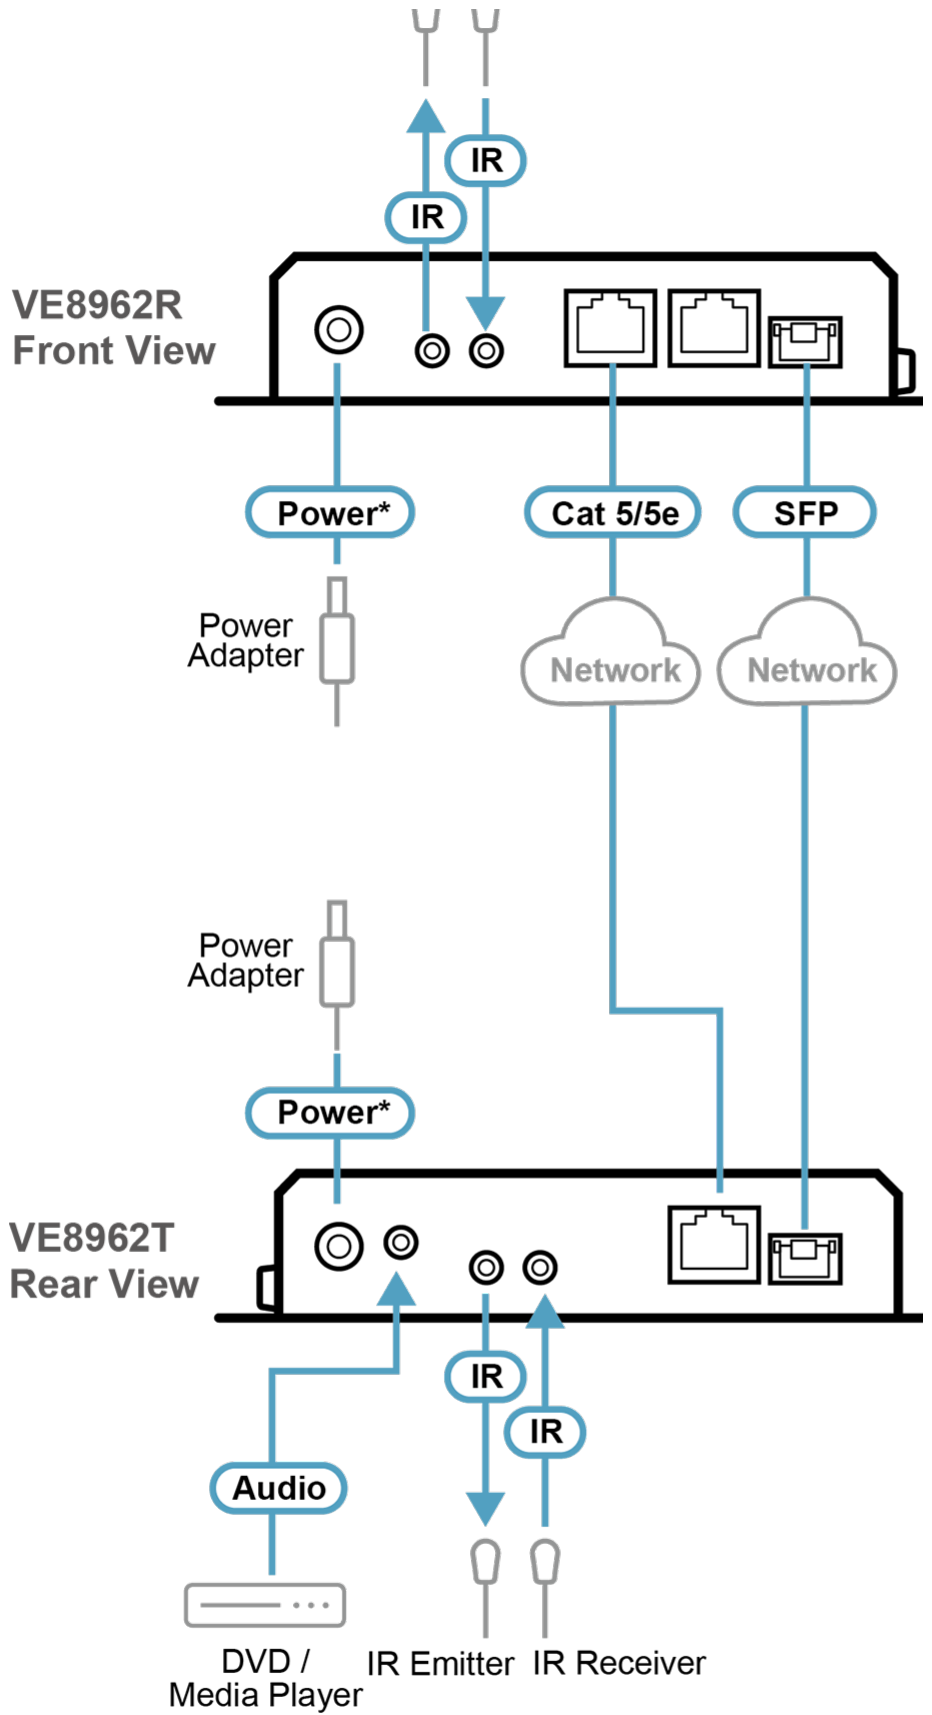 IR
IR
VE8962R
Front View
Power*
Cat 5/5e
SFP
Power
Adapter
Network
Network
Power
Adapter
Power*
VE8962T
Rear View
IR
IR
Audio
DVD /
Media Player
IR Emitter
IR Receiver